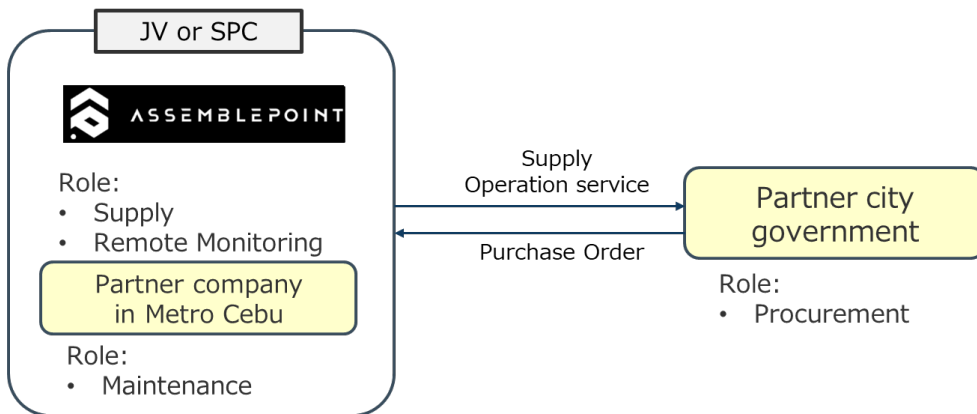 JV or SPC
ASSEMBLEPOINT
Role:
• Supply
• Remote Monitoring
Partner company
in Metro Cebu
Role:
• Maintenance
Supply
Operation service
Purchase Order
Partner city
government
Role:
• Procurement